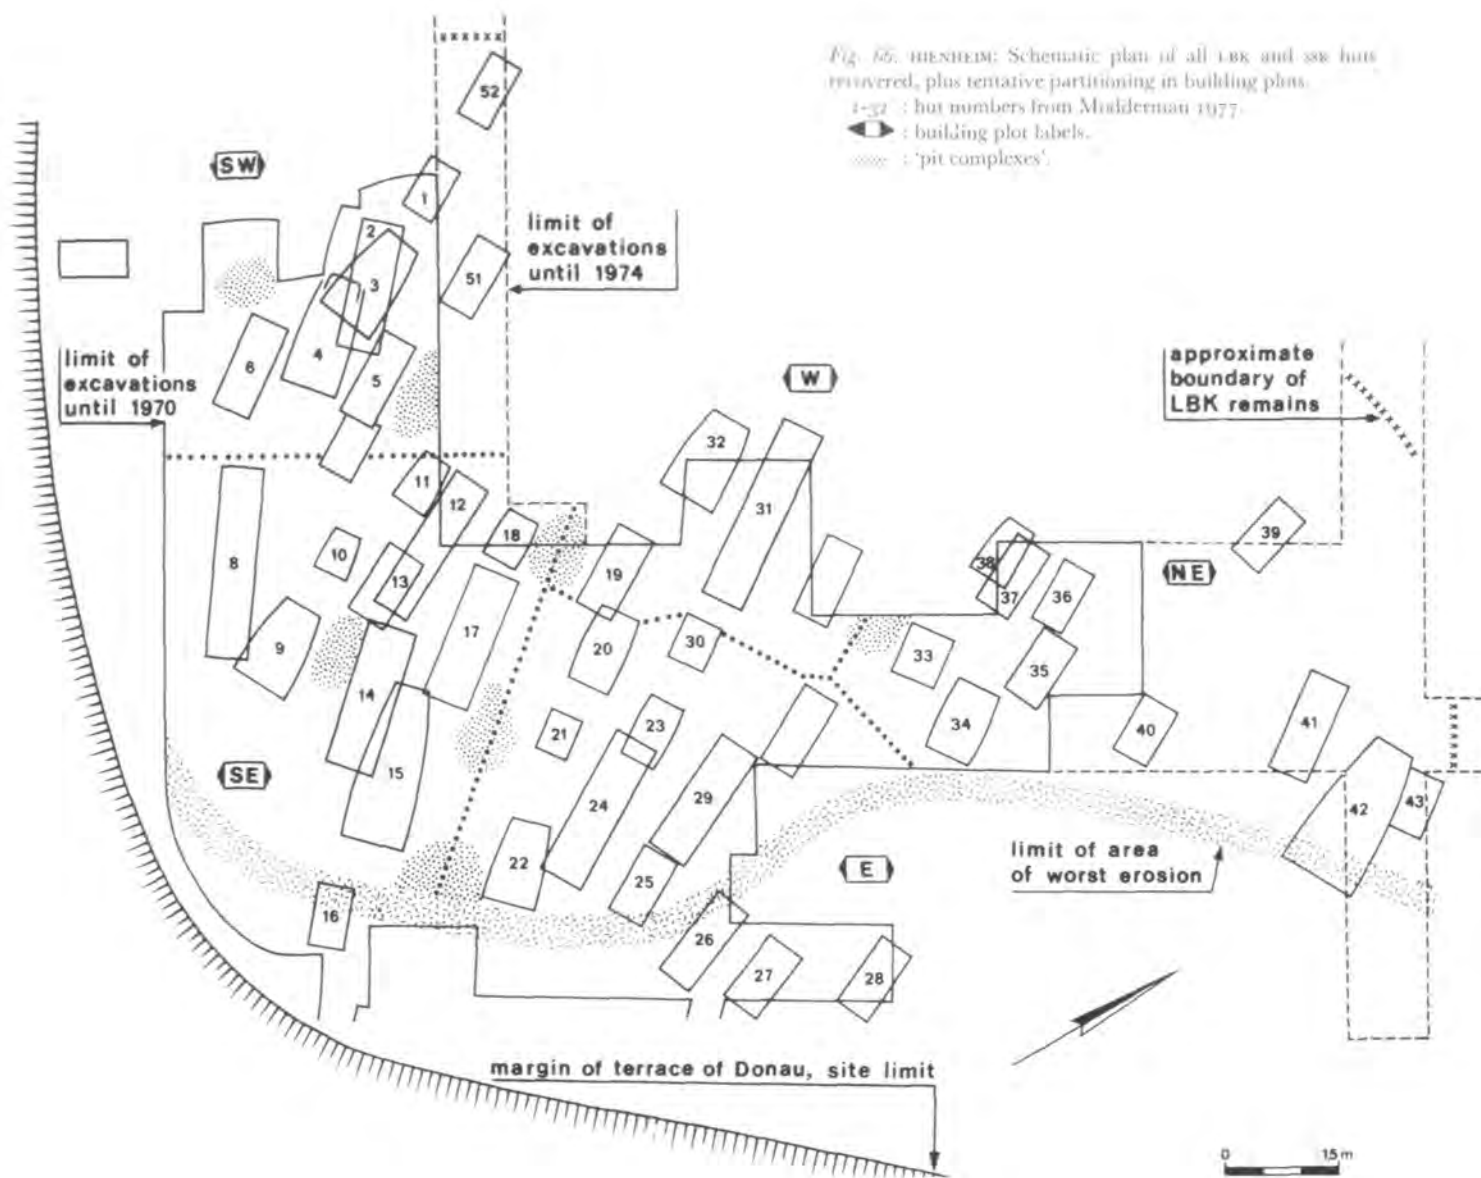 Fig. 66. HIENHEIM: Schematic plan of all LBK and SBK huts
recovered, plus tentative partitioning in building plots.
: hut numbers from Modderman 1977.
: building plot labels.
: 'pit complexes'.
52
SW
1
2
limit of
excavations
until 1974
3
51
4
6
5
limit of
excavations
until 1970
W
approximate
boundary of
LBK remains
32
11
12
31
18
39
8
10
13
19
38
37
36
NE
9
17
20
30
33
35
14
34
41
40
21
23
SE
15
29
24
42
43
22
25
E
limit of area
of worst erosion
16
26
27
28
margin of terrace of Donau, site limit
0 15 m